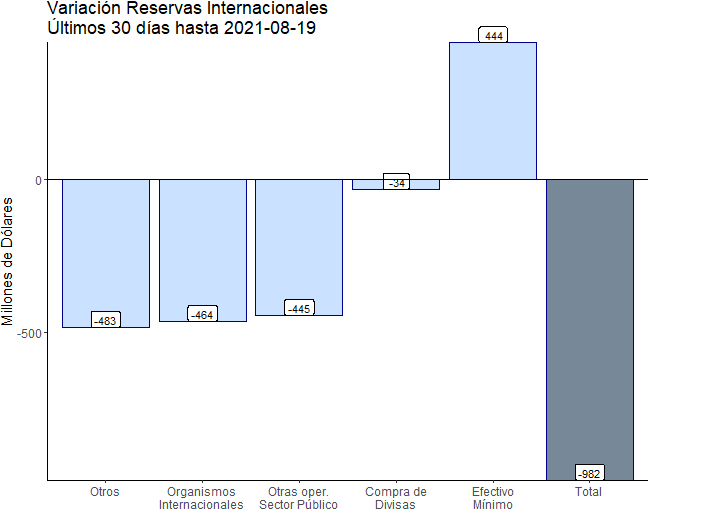 Variación Reservas Internacionales
Últimos 30 días hasta 2021-08-19
Millones de Dólares
0
-500
444
-34
-445
-464
-483
-982
Otros
Organismos
Internacionales
Otras oper.
Sector Público
Compra de
Divisas
Efectivo
Mínimo
Total